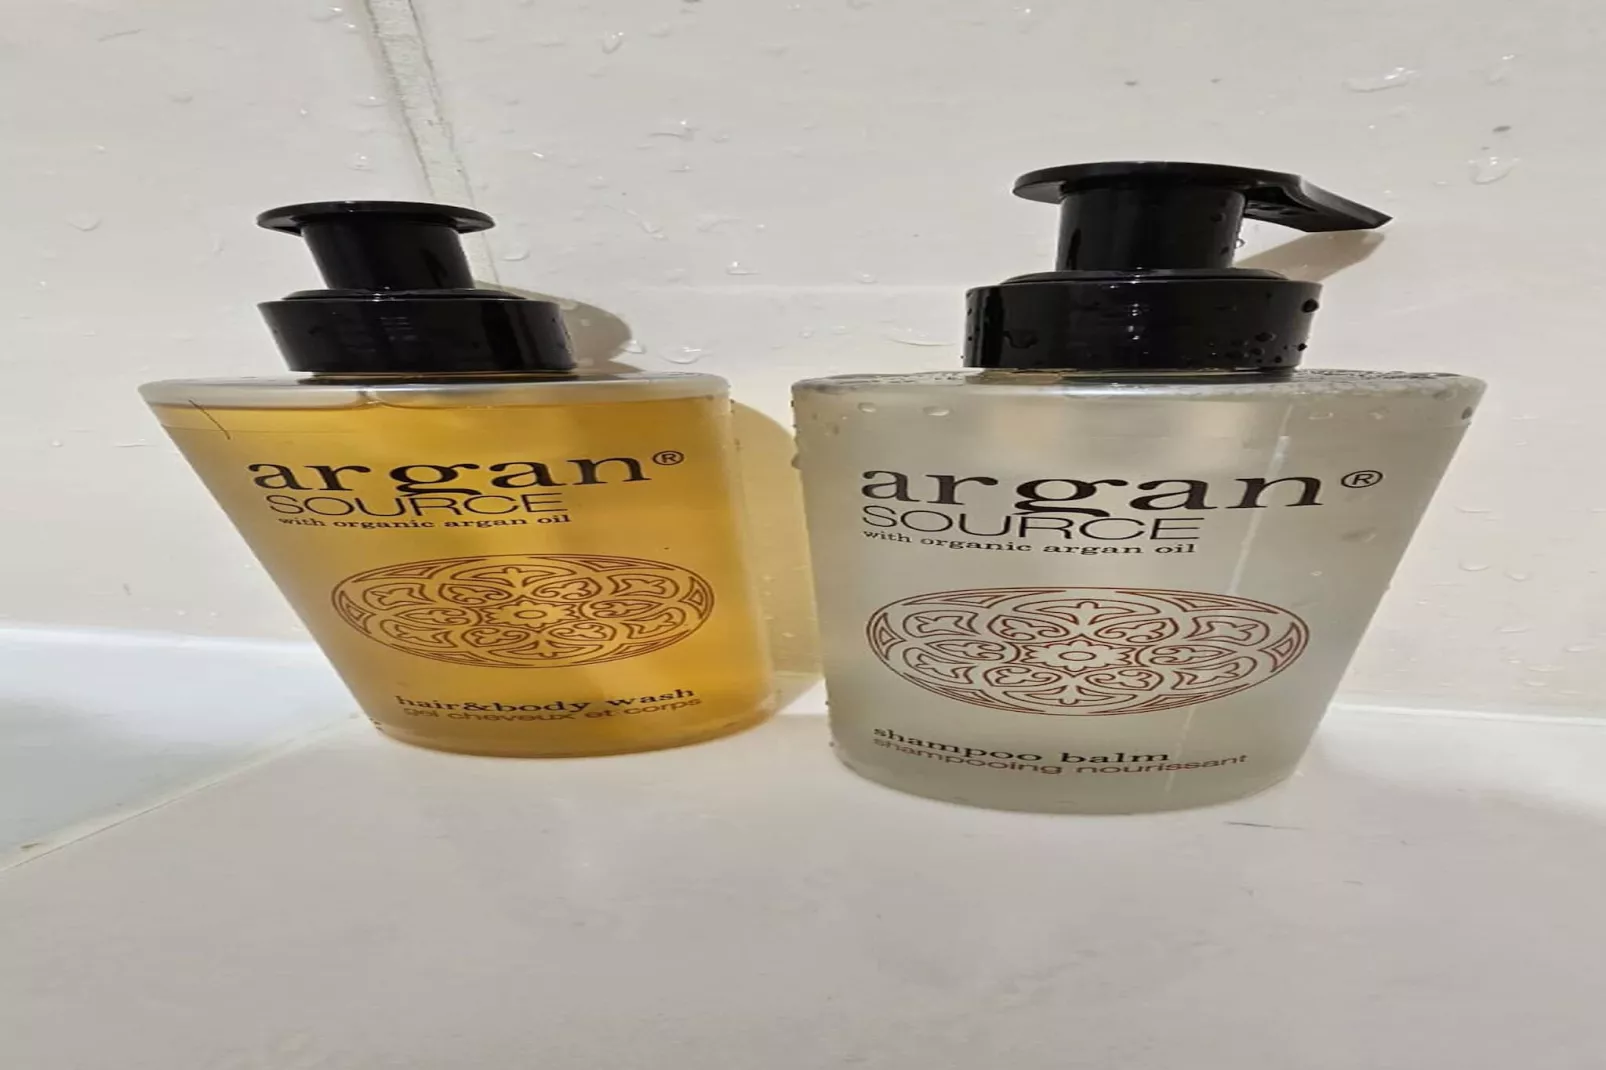 argan®
SOURCE
with organic argan oil
hair&body wash
gel cheveux et corps
argan®
SOURCE
with organic argan oil
shampoo balm
shampooing nourissant